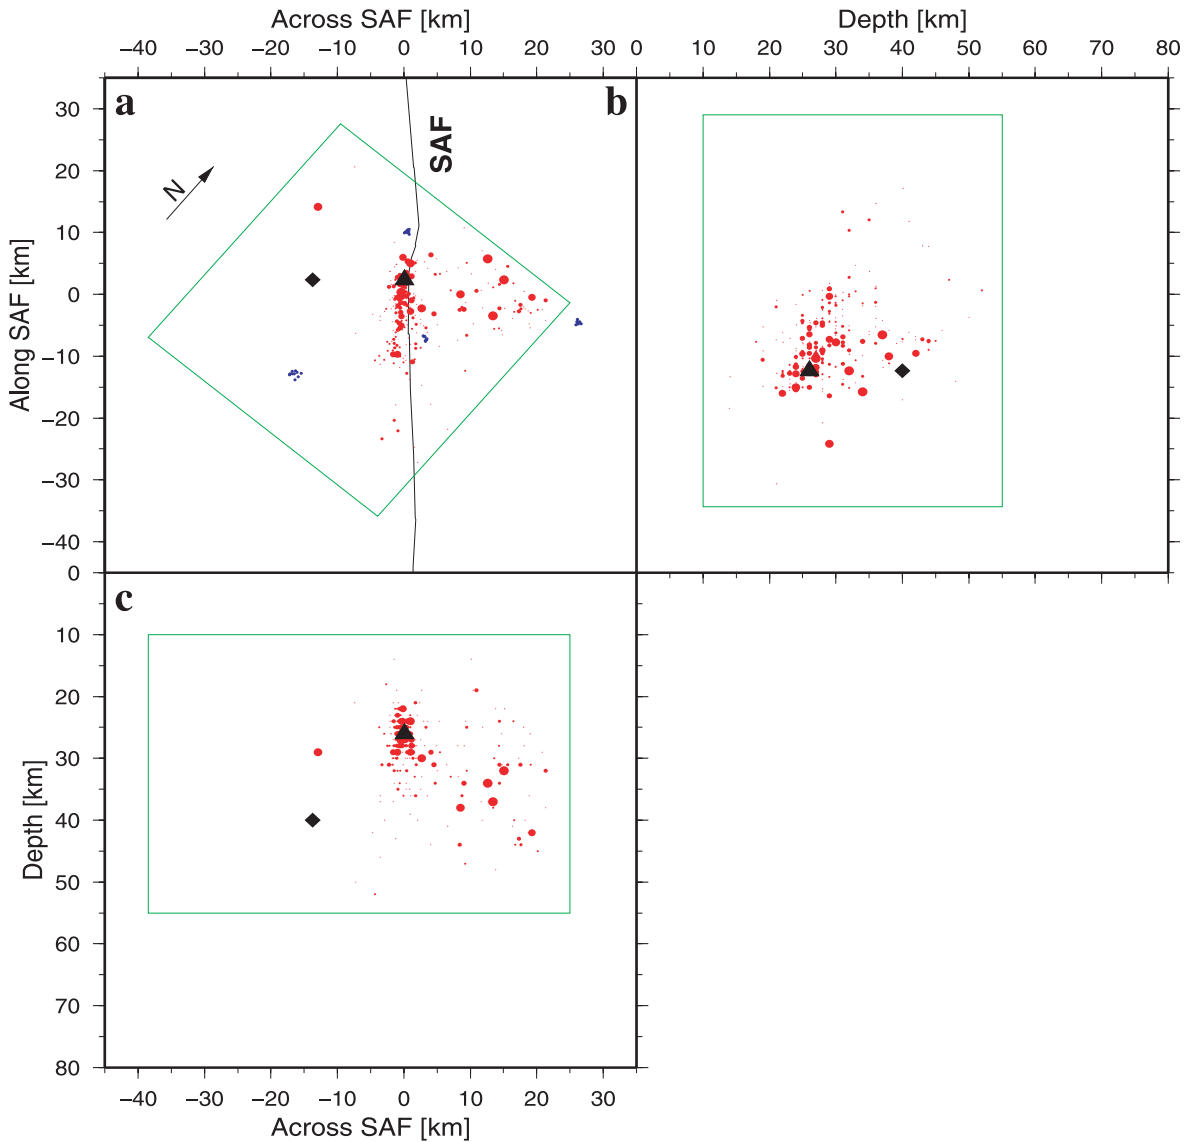 Across SAF [km]
Depth [km]
−40 −30 −20 −10 0 10 20 30 0 10 20 30 40 50 60 70 80
a
b
SAF
N
30
20
10
0
−10
−20
−30
−40
0
Along SAF [km]
c
10
20
30
40
50
60
70
80
Depth [km]
−40 −30 −20 −10 0 10 20 30
Across SAF [km]